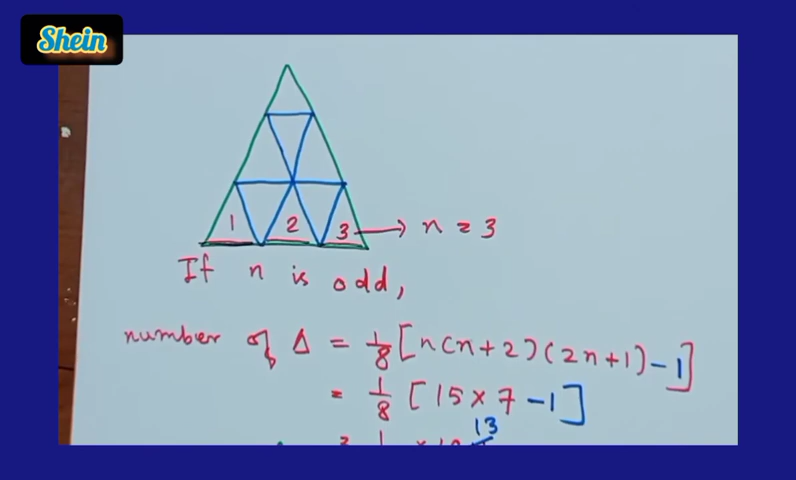 Shein
1 2 3 → n = 3
If n is odd,
number of Δ = 1/8 [n(n+2)(2n+1)-1]
= 1/8 [15×7-1]
13